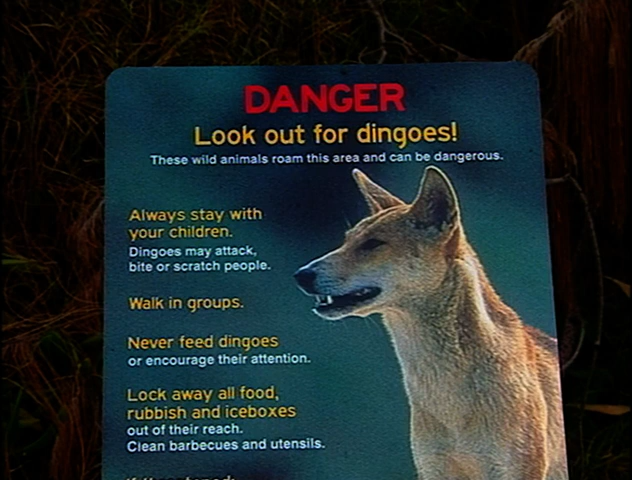 DANGER
Look out for dingoes!
These wild animals roam this area and can be dangerous.
Always stay with
your children.
Dingoes may attack,
bite or scratch people.
Walk in groups.
Never feed dingoes
or encourage their attention.
Lock away all food,
rubbish and iceboxes
out of their reach.
Clean barbecues and utensils.